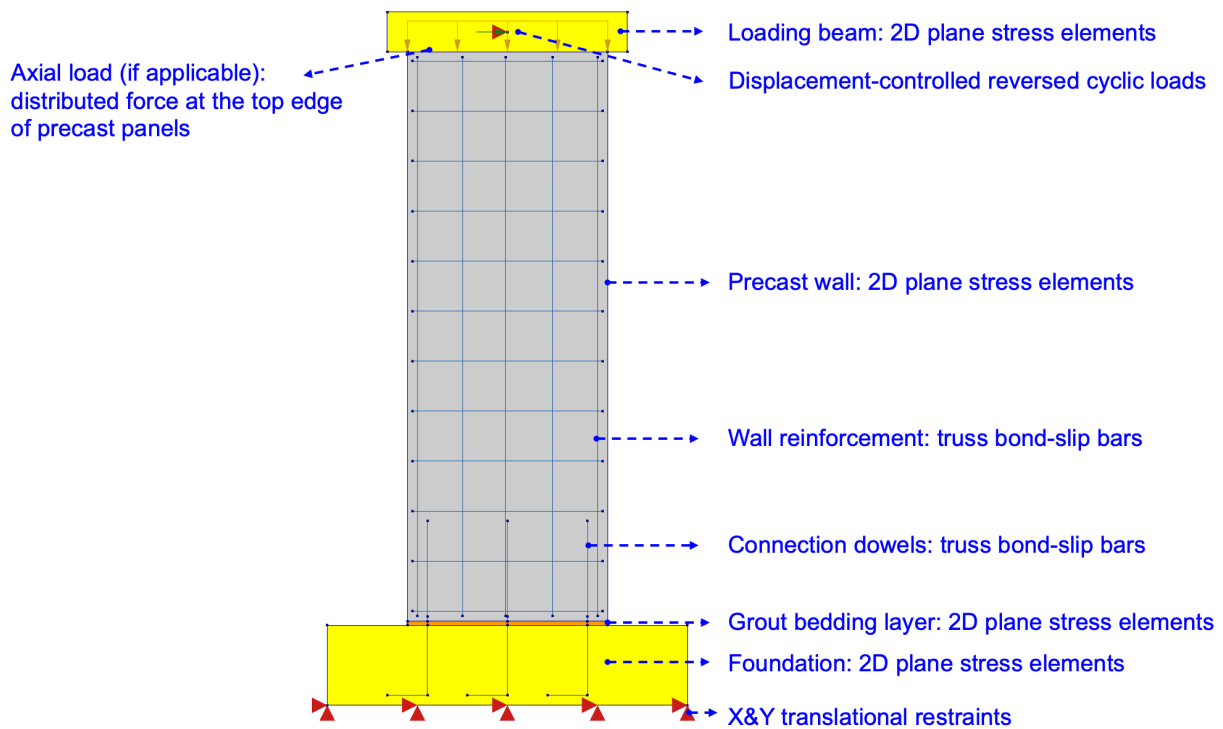 Loading beam: 2D plane stress elements
Axial load (if applicable):
distributed force at the top edge
of precast panels
Displacement-controlled reversed cyclic loads
Precast wall: 2D plane stress elements
Wall reinforcement: truss bond-slip bars
Connection dowels: truss bond-slip bars
Grout bedding layer: 2D plane stress elements
Foundation: 2D plane stress elements
X&Y translational restraints